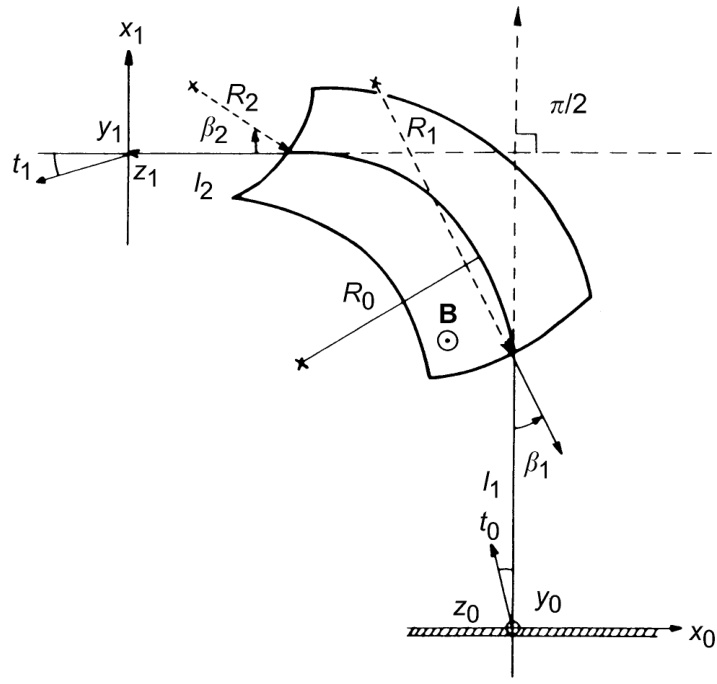 x₁
π/2
R₂
y₁
β₂
R₁
t₁
z₁
l₂
R₀
B
β₁
l₁
t₀
z₀
y₀
x₀